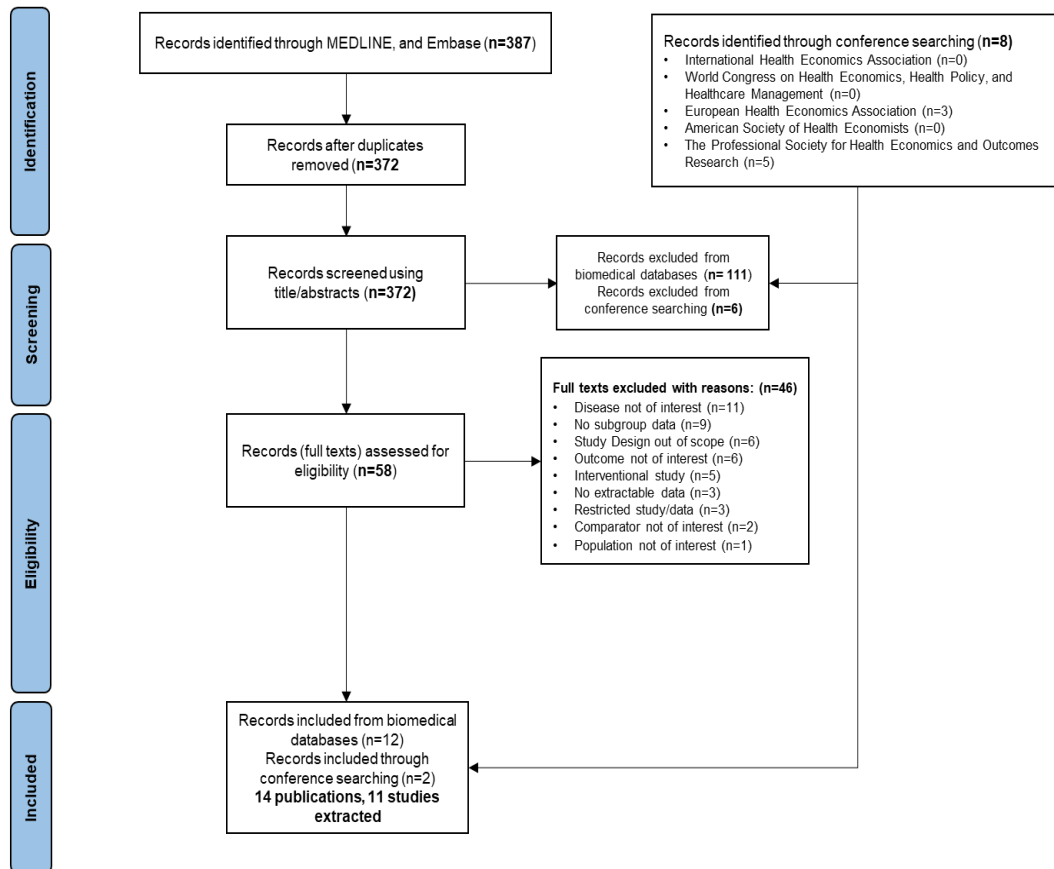 Identification
Records identified through MEDLINE, and Embase (n=387)
Records identified through conference searching (n=8)
• International Health Economics Association (n=0)
• World Congress on Health Economics, Health Policy, and
Healthcare Management (n=0)
• European Health Economics Association (n=3)
• American Society of Health Economists (n=0)
• The Professional Society for Health Economics and Outcomes
Research (n=5)
Records after duplicates
removed (n=372
Screening
Records screened using
title/abstracts (n=372)
Records excluded from
biomedical databases (n= 111)
Records excluded from
conference searching (n=6)
Eligibility
Records (full texts) assessed for
eligibility (n=58)
Full texts excluded with reasons: (n=46)
• Disease not of interest (n=11)
• No subgroup data (n=9)
• Study Design out of scope (n=6)
• Outcome not of interest (n=6)
• Interventional study (n=5)
• No extractable data (n=3)
• Restricted study/data (n=3)
• Comparator not of interest (n=2)
• Population not of interest (n=1)
Included
Records included from biomedical
databases (n=12)
Records included through
conference searching (n=2)
14 publications, 11 studies
extracted